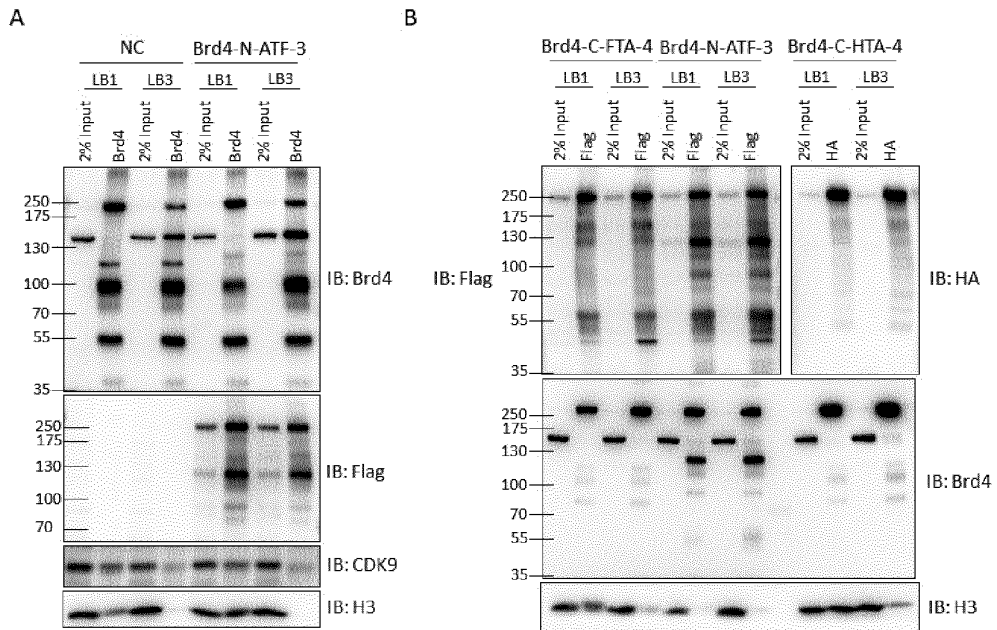 A
NC
Brd4-N-ATF-3
LB1
LB3
LB1
LB3
2% Input
Brd4
2% Input
Brd4
2% Input
Brd4
2% Input
Brd4
250
175
130
100
55
35
IB: Brd4
250
175
130
100
70
IB: Flag
IB: CDK9
IB: H3
B
Brd4-C-FTA-4
Brd4-N-ATF-3
Brd4-C-HTA-4
LB1
LB3
LB1
LB3
LB1
LB3
2% Input
Flag
2% Input
Flag
2% Input
Flag
2% Input
Flag
2% Input
HA
2% Input
HA
250
175
130
100
70
55
35
IB: Flag
IB: HA
250
175
130
100
70
55
35
IB: Brd4
IB: H3